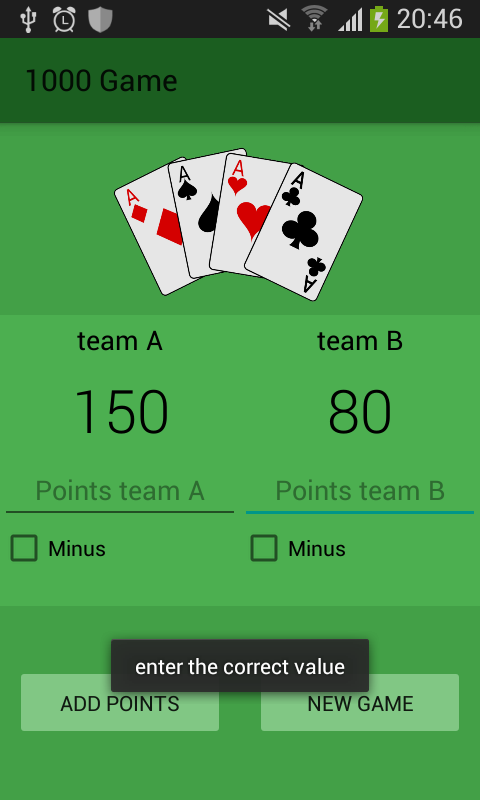 20:46
1000 Game
A A A A
A
team A team B
150 80
Points team A Points team B
Minus Minus
enter the correct value
ADD POINTS NEW GAME